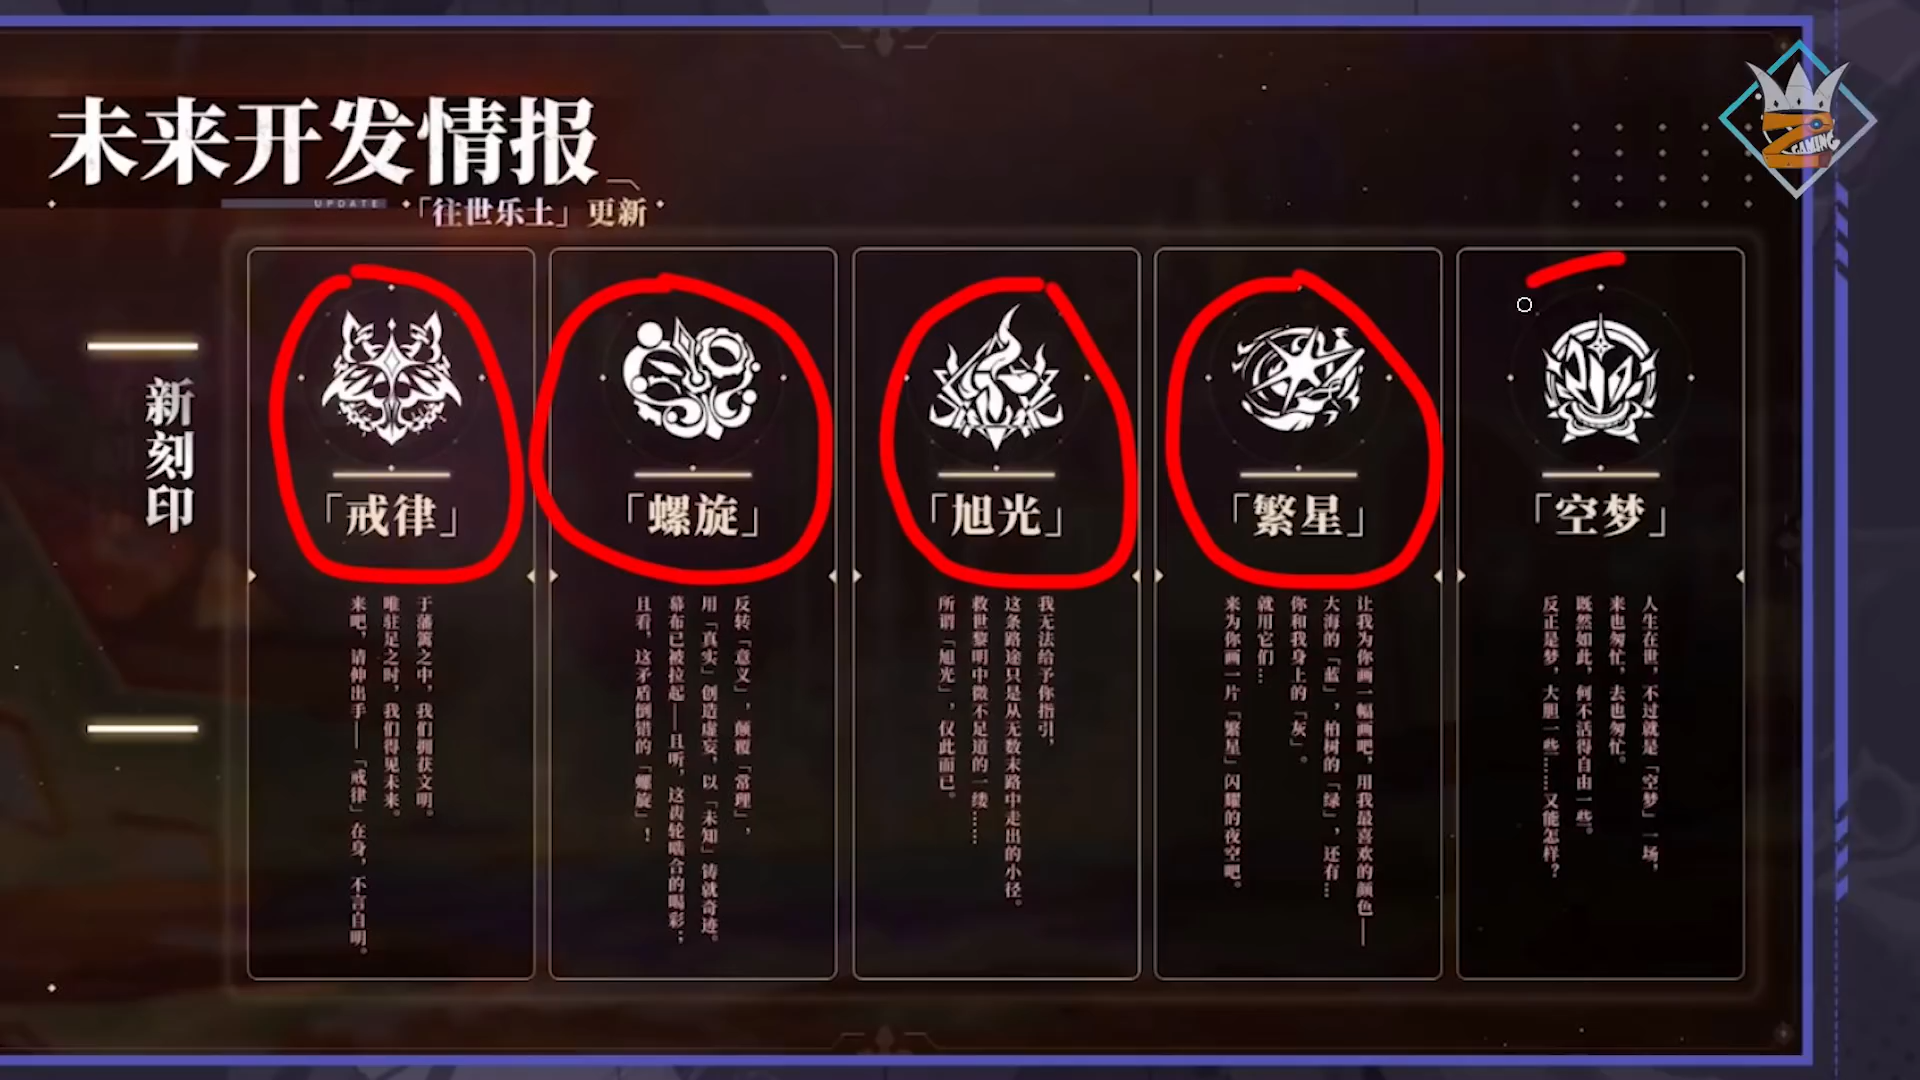 未来开发情报
UPDATE
「往世乐土」更新
新刻印
「戒律」
于藩篱之中，我们拥获文明。
唯驻足之时，我们得见未来。
来吧，请伸出手——「戒律」在身，不言自明。
「螺旋」
反转「意义」，颠覆「常理」，
用「真实」创造虚妄，以「未知」铸就奇迹。
幕布已被拉起——且听，这齿轮啮合的喝彩；
且看，这矛盾倒错的「螺旋」！
「旭光」
我无法给予你指引，
这条路途只是从无数末路中走出的小径。
救世黎明中微不足道的一缕……
所谓「旭光」，仅此而已。
「繁星」
让我为你画一幅画吧，用我最喜欢的颜色——
大海的「蓝」，柏树的「绿」，还有…
你和我身上的「灰」。
就用它们…
来为你画一片「繁星」闪耀的夜空吧。
「空梦」
人生在世，不过就是「空梦」一场，
来也匆忙，去也匆忙。
既然如此，何不活得自由一些。
反正是梦，大胆一些……又能怎样？
Z GAMING